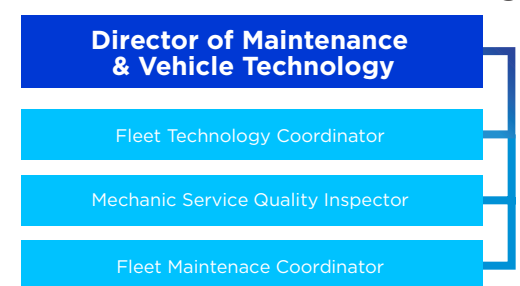 Director of Maintenance
& Vehicle Technology
Fleet Technology Coordinator
Mechanic Service Quality Inspector
Fleet Maintenace Coordinator